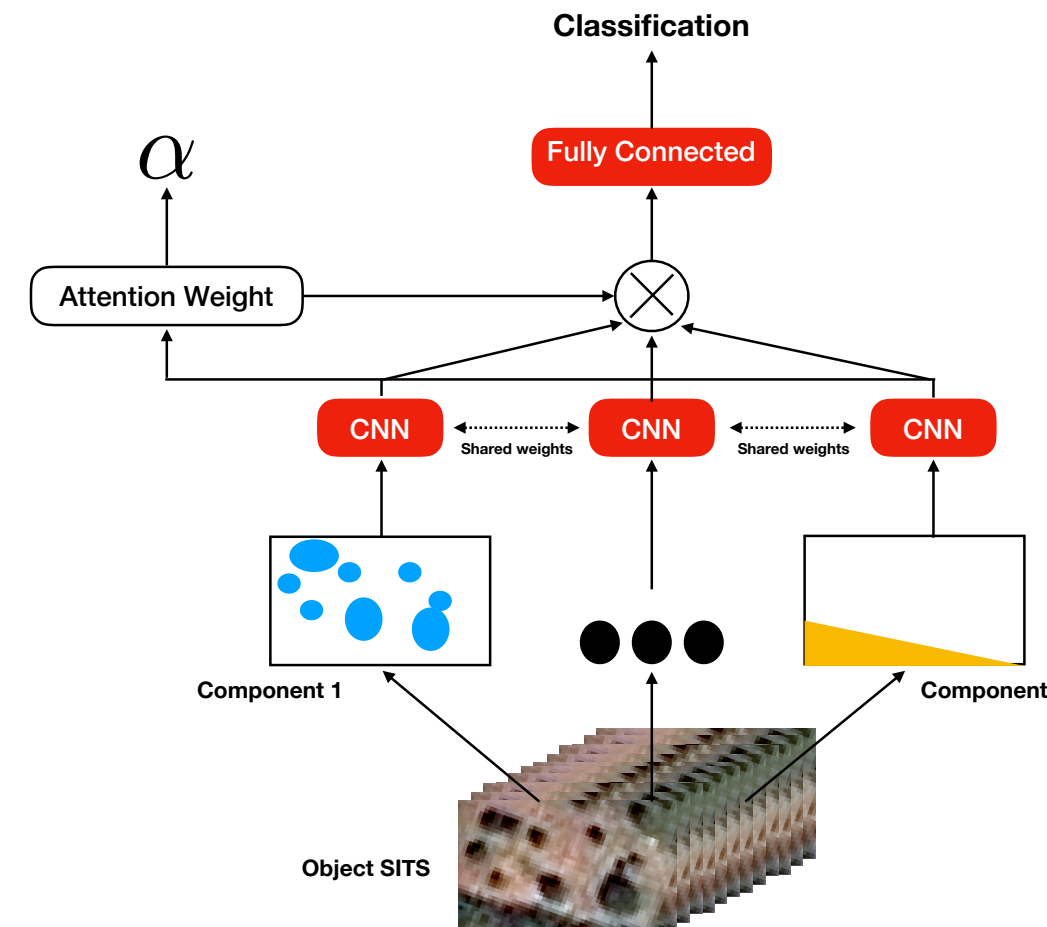 Classification
Fully Connected
α
Attention Weight
CNN
CNN
CNN
Shared weights
Shared weights
Component 1
Component
Object SITS